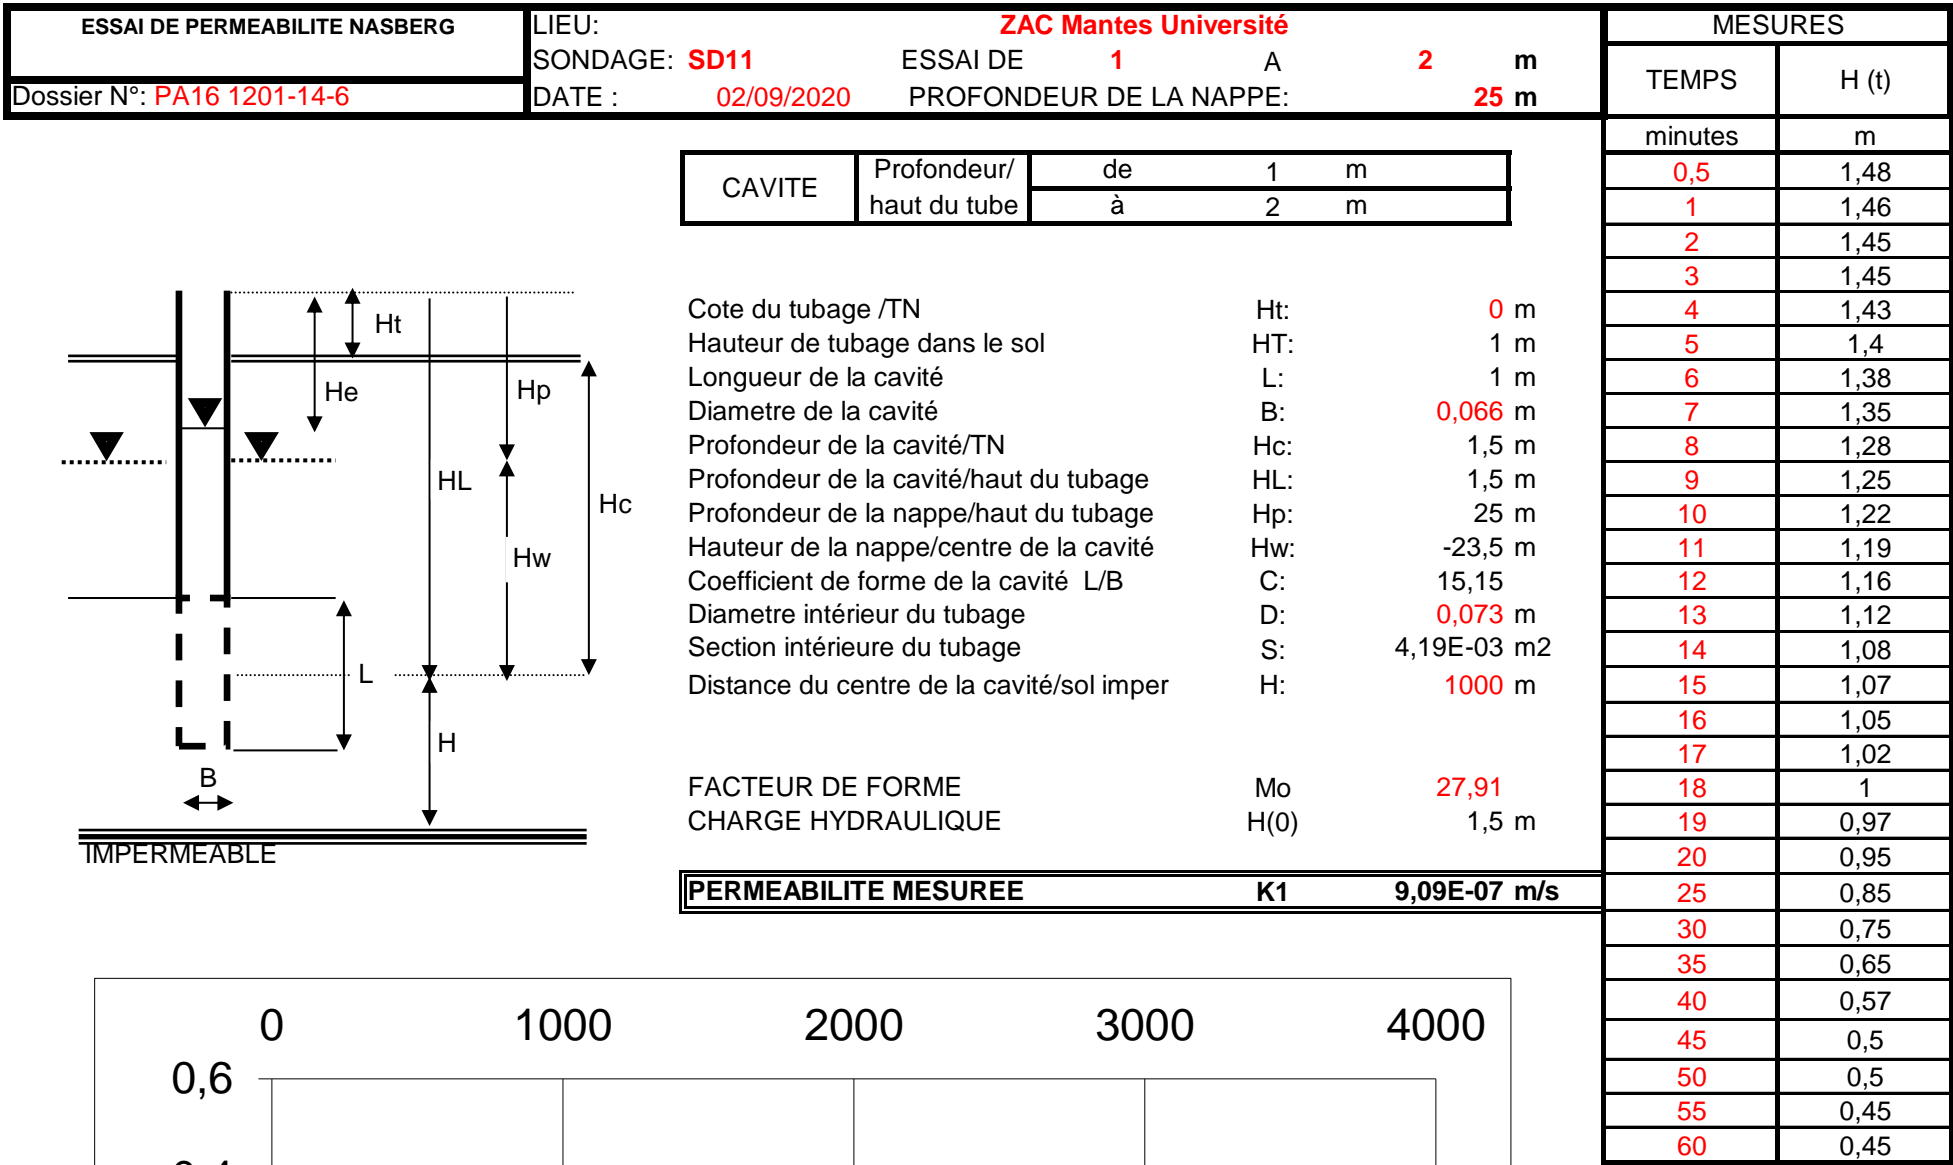 ESSAI DE PERMEABILITE NASBERG
Dossier N°: PA16 1201-14-6
LIEU: ZAC Mantes Université
SONDAGE: SD11 ESSAI DE 1 A 2 m
DATE : 02/09/2020 PROFONDEUR DE LA NAPPE: 25 m
CAVITE
Profondeur/ de 1 m
haut du tube à 2 m
Ht
He
Hp
HL
Hc
Hw
L
H
B
IMPERMEABLE
Cote du tubage /TN Ht: 0 m
Hauteur de tubage dans le sol HT: 1 m
Longueur de la cavité L: 1 m
Diametre de la cavité B: 0,066 m
Profondeur de la cavité/TN Hc: 1,5 m
Profondeur de la cavité/haut du tubage HL: 1,5 m
Profondeur de la nappe/haut du tubage Hp: 25 m
Hauteur de la nappe/centre de la cavité Hw: -23,5 m
Coefficient de forme de la cavité L/B C: 15,15
Diametre intérieur du tubage D: 0,073 m
Section intérieure du tubage S: 4,19E-03 m2
Distance du centre de la cavité/sol imper H: 1000 m
FACTEUR DE FORME Mo 27,91
CHARGE HYDRAULIQUE H(0) 1,5 m
PERMEABILITE MESUREE K1 9,09E-07 m/s
0 1000 2000 3000 4000
0,6
MESURES
TEMPS H (t)
minutes m
0,5 1,48
1 1,46
2 1,45
3 1,45
4 1,43
5 1,4
6 1,38
7 1,35
8 1,28
9 1,25
10 1,22
11 1,19
12 1,16
13 1,12
14 1,08
15 1,07
16 1,05
17 1,02
18 1
19 0,97
20 0,95
25 0,85
30 0,75
35 0,65
40 0,57
45 0,5
50 0,5
55 0,45
60 0,45